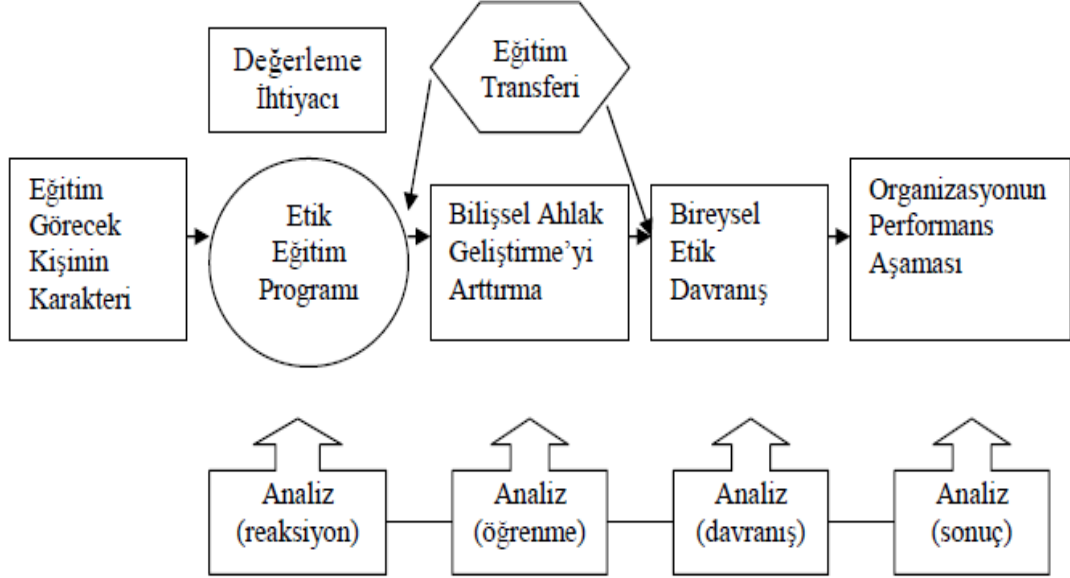 Değerleme
İhtiyacı
Eğitim
Transferi
Eğitim
Görecek
Kişinin
Karakteri
Etik
Eğitim
Programı
Bilişsel Ahlak
Geliştirme’yi
Arttırma
Bireysel
Etik
Davranış
Organizasyonun
Performans
Aşaması
Analiz
(reaksiyon)
Analiz
(öğrenme)
Analiz
(davranış)
Analiz
(sonuç)